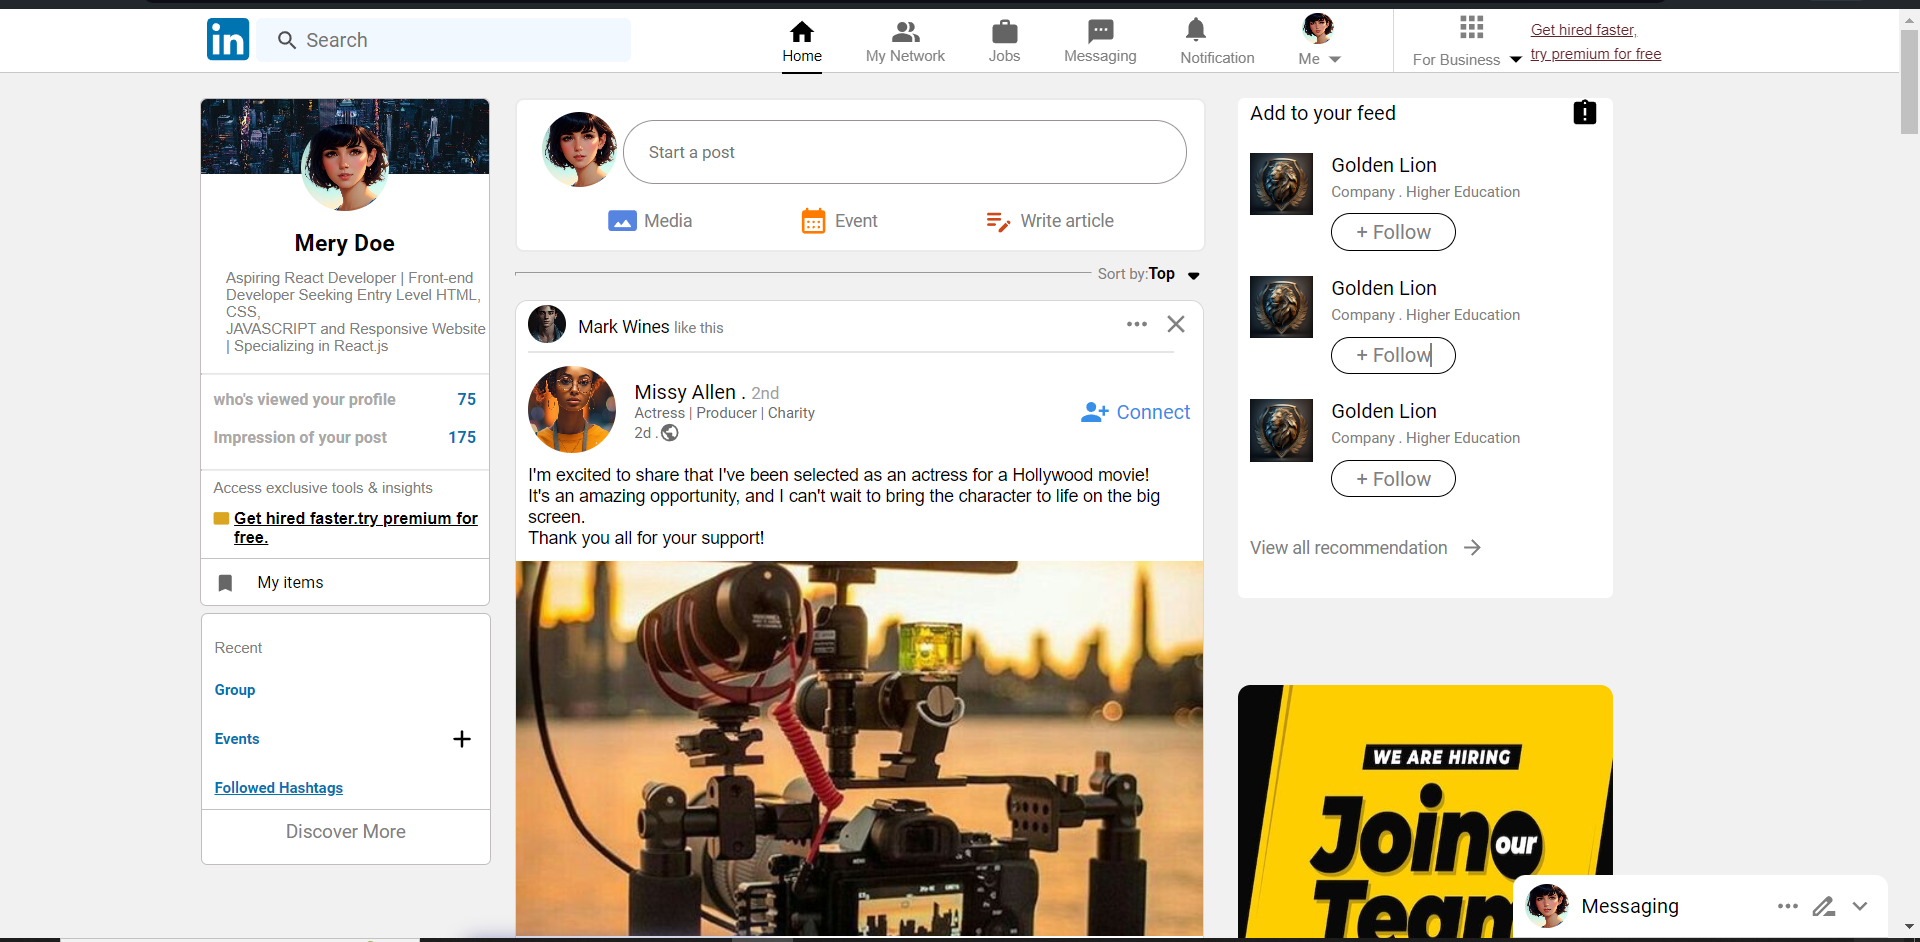 in
Search
Home
My Network
Jobs
Messaging
Notification
Me
For Business
Get hired faster,
try premium for free
Mery Doe
Aspiring React Developer | Front-end
Developer Seeking Entry Level HTML,
CSS,
JAVASCRIPT and Responsive Website
| Specializing in React.js
who's viewed your profile 75
Impression of your post 175
Access exclusive tools & insights
Get hired faster.try premium for
free.
My items
Recent
Group
Events
Followed Hashtags
Discover More
Start a post
Media
Event
Write article
Sort by:Top
Mark Wines like this
Missy Allen . 2nd
Actress | Producer | Charity
2d .
Connect
I'm excited to share that I've been selected as an actress for a Hollywood movie!
It's an amazing opportunity, and I can't wait to bring the character to life on the big
screen.
Thank you all for your support!
Add to your feed
Golden Lion
Company . Higher Education
+ Follow
Golden Lion
Company . Higher Education
+ Follow
Golden Lion
Company . Higher Education
+ Follow
View all recommendation
WE ARE HIRING
Join our
Team
Messaging